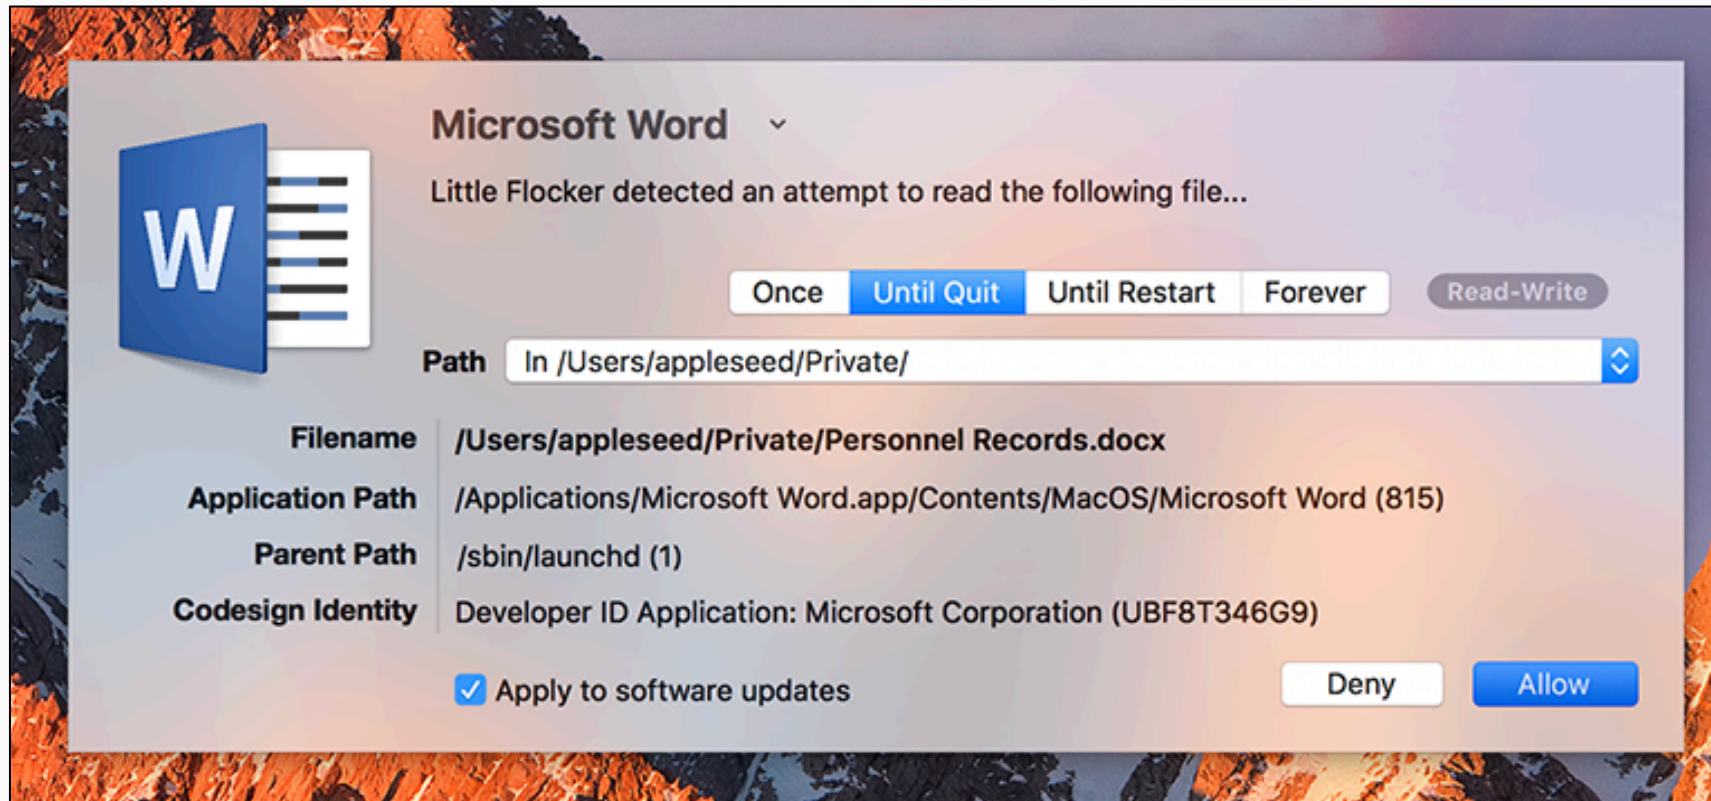 Microsoft Word
Little Flocker detected an attempt to read the following file...
W
Once Until Quit Until Restart Forever Read-Write
Path In /Users/appleseed/Private/
Filename /Users/appleseed/Private/Personnel Records.docx
Application Path /Applications/Microsoft Word.app/Contents/MacOS/Microsoft Word (815)
Parent Path /sbin/launchd (1)
Codesign Identity Developer ID Application: Microsoft Corporation (UBF8T346G9)
Apply to software updates Deny Allow